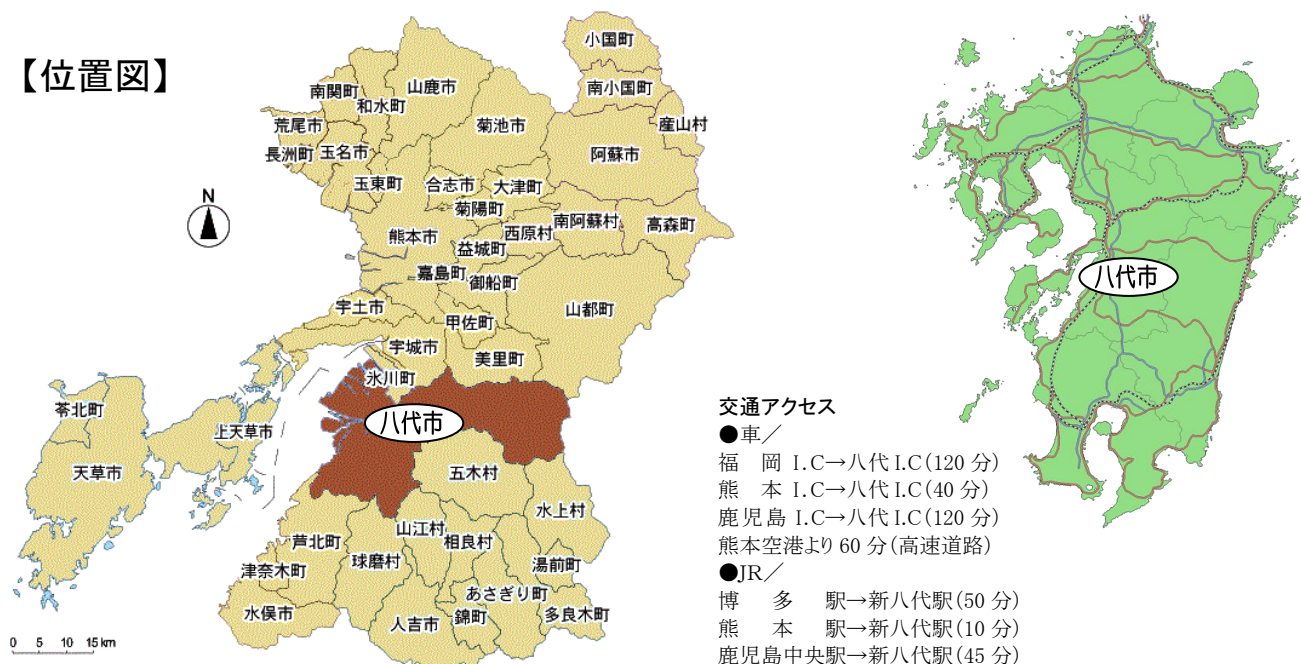 【位置図】
小国町
南小国町
産山村
山鹿市
南関町
和水町
菊池市
荒尾市
長洲町
玉名市
阿蘇市
玉東町
合志市
大津町
菊陽町
N
熊本市
西原村
南阿蘇村
高森町
益城町
嘉島町
御船町
山都町
宇土市
甲佐町
宇城市
美里町
氷川町
八代市
苓北町
上天草市
天草市
五木村
水上村
芦北町
山江村
相良村
球磨村
湯前町
津奈木町
あさぎり町
水俣市
人吉市
錦町
多良木町
0 5 10 15km
八代市
交通アクセス
●車/
福 岡 I.C→八代I.C(120 分)
熊 本 I.C→八代I.C(40 分)
鹿児島 I.C→八代I.C(120 分)
熊本空港より 60 分(高速道路)
●JR/
博 多 駅→新八代駅(50 分)
熊 本 駅→新八代駅(10 分)
鹿児島中央駅→新八代駅(45 分)